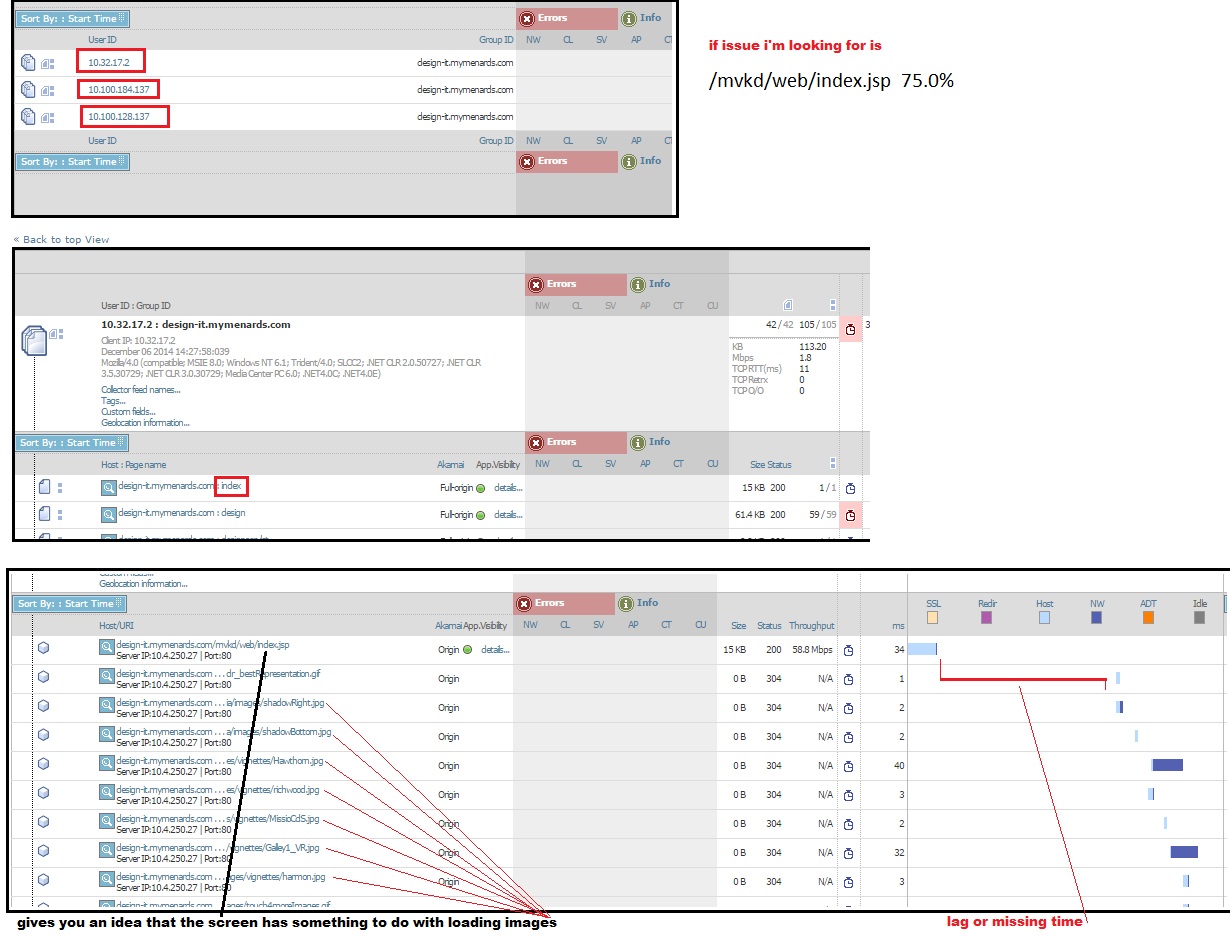 Sort By: : Start Time
Errors
Info
User ID
Group ID
NW CL SV AP CT
10.32.17.2
design-it.mymenards.com
10.100.184.137
design-it.mymenards.com
10.100.128.137
design-it.mymenards.com
User ID
Group ID
NW CL SV AP CT
Sort By: : Start Time
Errors
Info
if issue i'm looking for is
/mvkd/web/index.jsp 75.0%
« Back to top View
Errors
Info
User ID : Group ID
NW CL SV AP CT CU
10.32.17.2 : design-it.mymenards.com
42 / 42 105 / 105
3
Client IP: 10.32.17.2
December 06 2014 14:27:58:039
Mozilla/4.0 (compatible; MSIE 8.0; Windows NT 6.1; Trident/4.0; SLCC2; .NET CLR 2.0.50727; .NET CLR
3.5.30729; .NET CLR 3.0.30729; Media Center PC 6.0; .NET4.0C; .NET4.0E)
KB 113.20
Mbps 1.8
TCP RTT(ms) 11
TCP Retrx 0
TCP O/O 0
Collector feed names...
Tags...
Custom fields...
Geolocation information...
Sort By: : Start Time
Errors
Info
Host : Page name
Akamai App.Visibility
NW CL SV AP CT CU
Size Status
design-it.mymenards.com : index
Full-origin details...
15 KB 200 1 / 1
design-it.mymenards.com : design
Full-origin details...
61.4 KB 200 59 / 59
Geolocation information...
Sort By: : Start Time
Errors
Info
SSL Redir Host NW ADT Idle
Host/URI
Akamai App.Visibility
NW CL SV AP CT CU
Size Status Throughput ms
design-it.mymenards.com/mvkd/web/index.jsp
Server IP:10.4.250.27 | Port:80
Origin details...
15 KB 200 58.8 Mbps 34
design-it.mymenards.com ...dr_bestRepresentation.gif
Server IP:10.4.250.27 | Port:80
Origin
0 B 304 N/A 1
design-it.mymenards.com ...ia/images/shadowRight.jpg
Server IP:10.4.250.27 | Port:80
Origin
0 B 304 N/A 2
design-it.mymenards.com ...a/images/shadowBottom.jpg
Server IP:10.4.250.27 | Port:80
Origin
0 B 304 N/A 2
design-it.mymenards.com ...es/vignettes/Hawthorn.jpg
Server IP:10.4.250.27 | Port:80
Origin
0 B 304 N/A 40
design-it.mymenards.com ...es/vignettes/richwood.jpg
Server IP:10.4.250.27 | Port:80
Origin
0 B 304 N/A 3
design-it.mymenards.com ...s/vignettes/MissioCdS.jpg
Server IP:10.4.250.27 | Port:80
Origin
0 B 304 N/A 2
design-it.mymenards.com .../vignettes/Galley1_VR.jpg
Server IP:10.4.250.27 | Port:80
Origin
0 B 304 N/A 32
design-it.mymenards.com ...ges/vignettes/harmon.jpg
Server IP:10.4.250.27 | Port:80
Origin
0 B 304 N/A 3
gives you an idea that the screen has something to do with loading images
lag or missing time